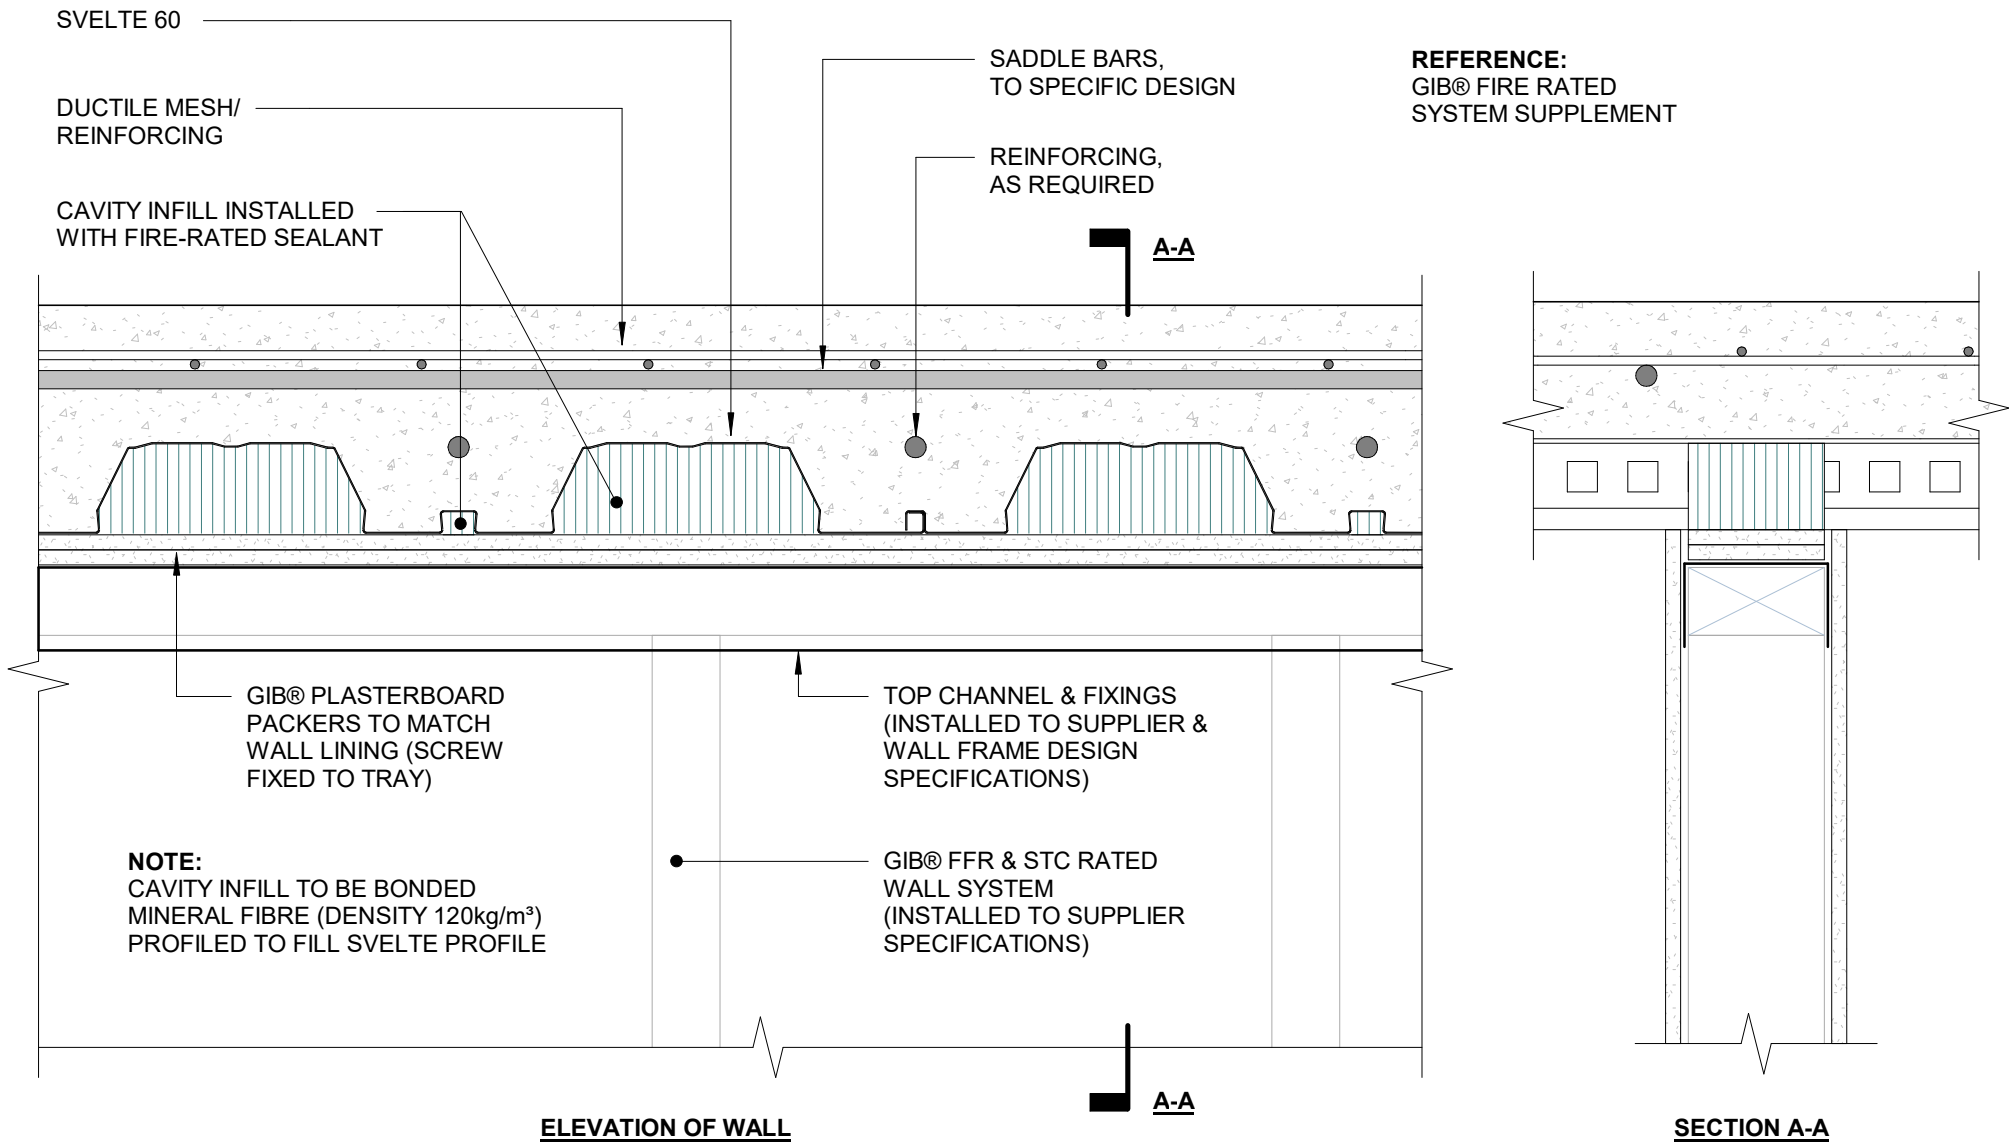 SVELTE 60
DUCTILE MESH/
REINFORCING
CAVITY INFILL INSTALLED
WITH FIRE-RATED SEALANT
SADDLE BARS,
TO SPECIFIC DESIGN
REINFORCING,
AS REQUIRED
REFERENCE:
GIB® FIRE RATED
SYSTEM SUPPLEMENT
A-A
GIB® PLASTERBOARD
PACKERS TO MATCH
WALL LINING (SCREW
FIXED TO TRAY)
TOP CHANNEL & FIXINGS
(INSTALLED TO SUPPLIER &
WALL FRAME DESIGN
SPECIFICATIONS)
NOTE:
CAVITY INFILL TO BE BONDED
MINERAL FIBRE (DENSITY 120kg/m³)
PROFILED TO FILL SVELTE PROFILE
GIB® FFR & STC RATED
WALL SYSTEM
(INSTALLED TO SUPPLIER
SPECIFICATIONS)
A-A
ELEVATION OF WALL
SECTION A-A